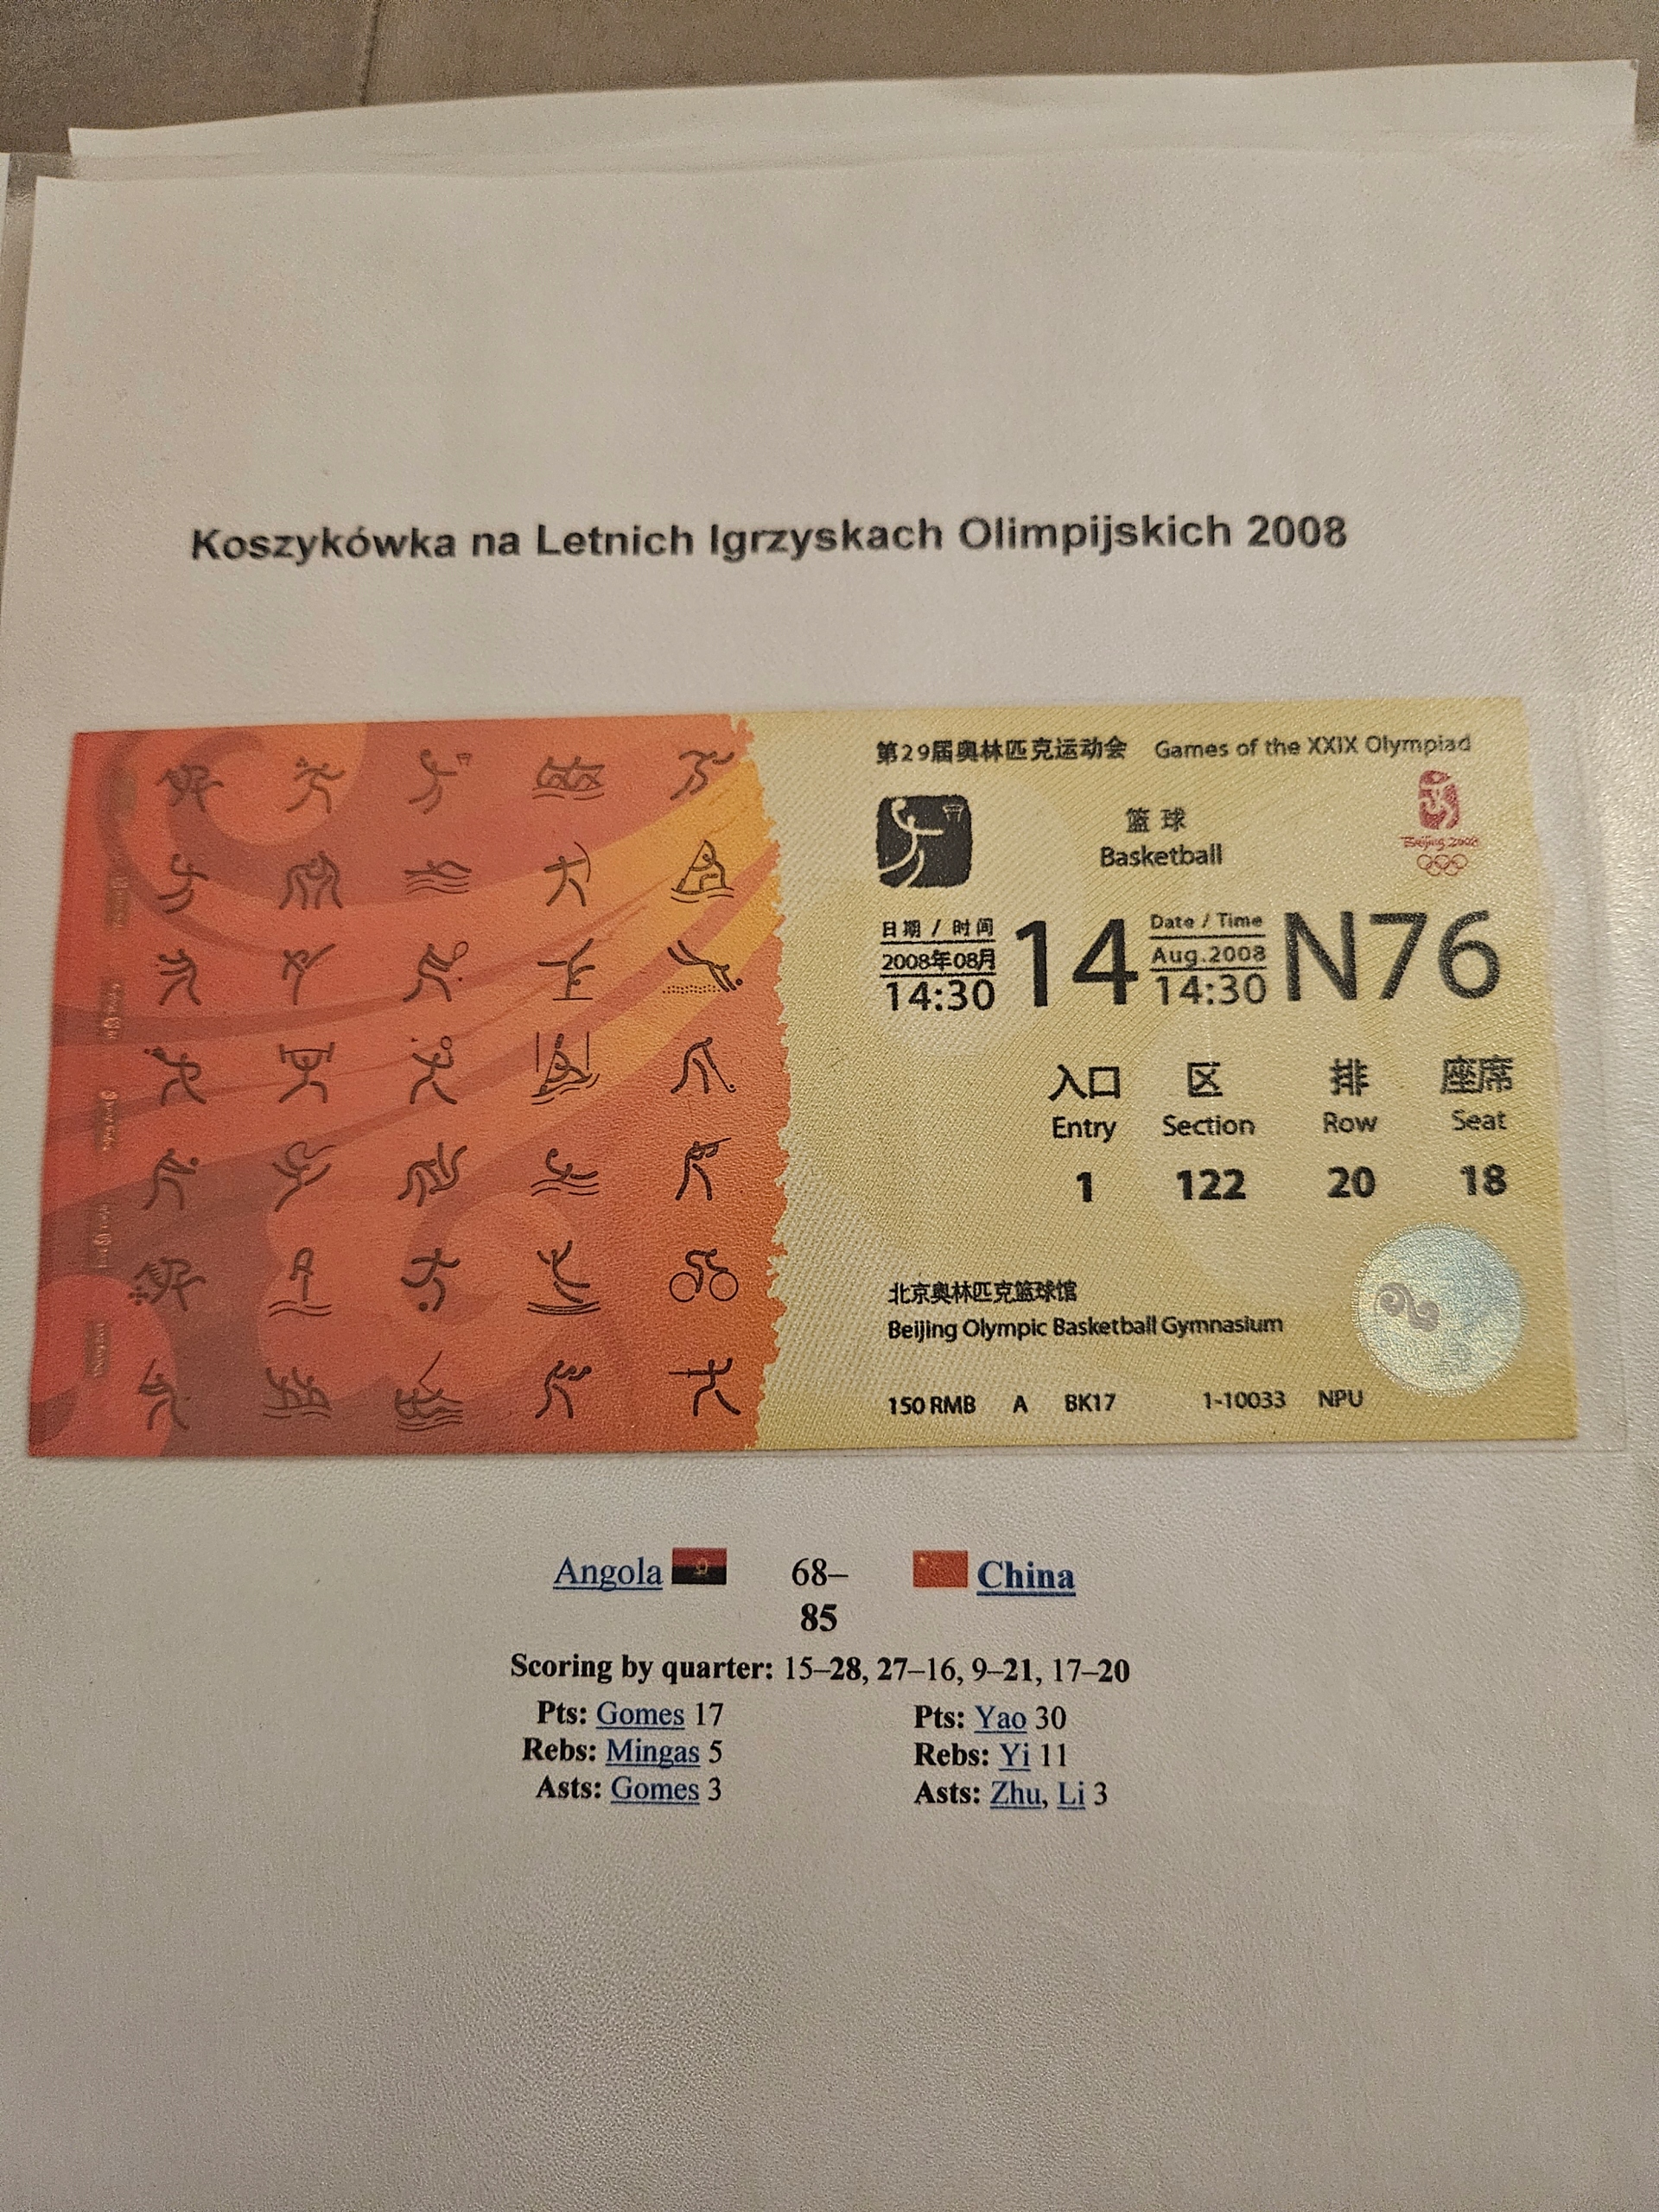 Koszykówka na Letnich Igrzyskach Olimpijskich 2008
第29届奥林匹克运动会 Games of the XXIX Olympiad
篮球
Basketball
Beijing 2008
日期 / 时间
2008年08月
14:30
14
Date / Time
Aug.2008
14:30
N76
入口 区 排 座席
Entry Section Row Seat
1 122 20 18
北京奥林匹克篮球馆
Beijing Olympic Basketball Gymnasium
150 RMB A BK17 1-10033 NPU
Angola 68– China
85
Scoring by quarter: 15–28, 27–16, 9–21, 17–20
Pts: Gomes 17 Pts: Yao 30
Rebs: Mingas 5 Rebs: Yi 11
Asts: Gomes 3 Asts: Zhu, Li 3